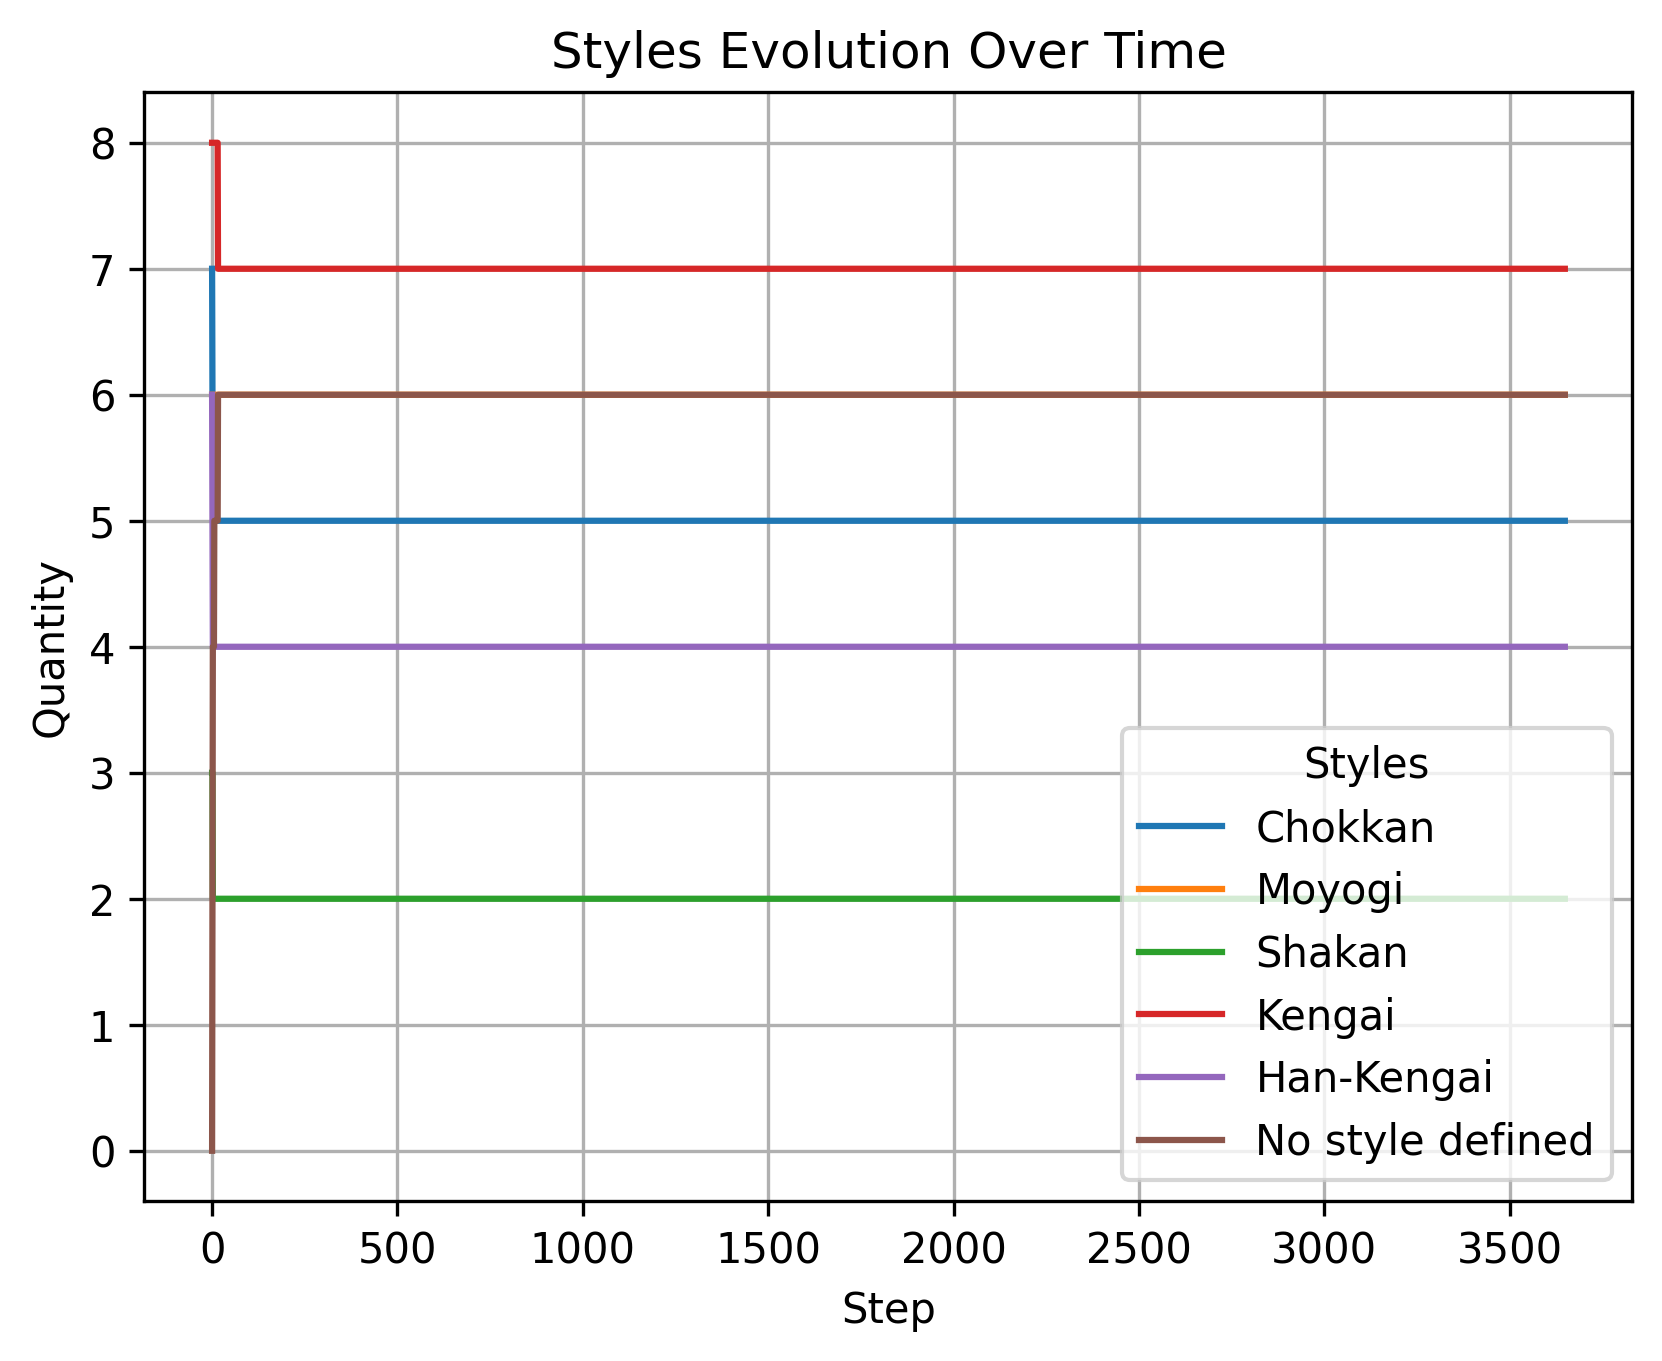 Styles Evolution Over Time
Quantity
8
7
6
5
4
3
2
1
0
Styles
Chokkan
Moyogi
Shakan
Kengai
Han-Kengai
No style defined
0 500 1000 1500 2000 2500 3000 3500
Step